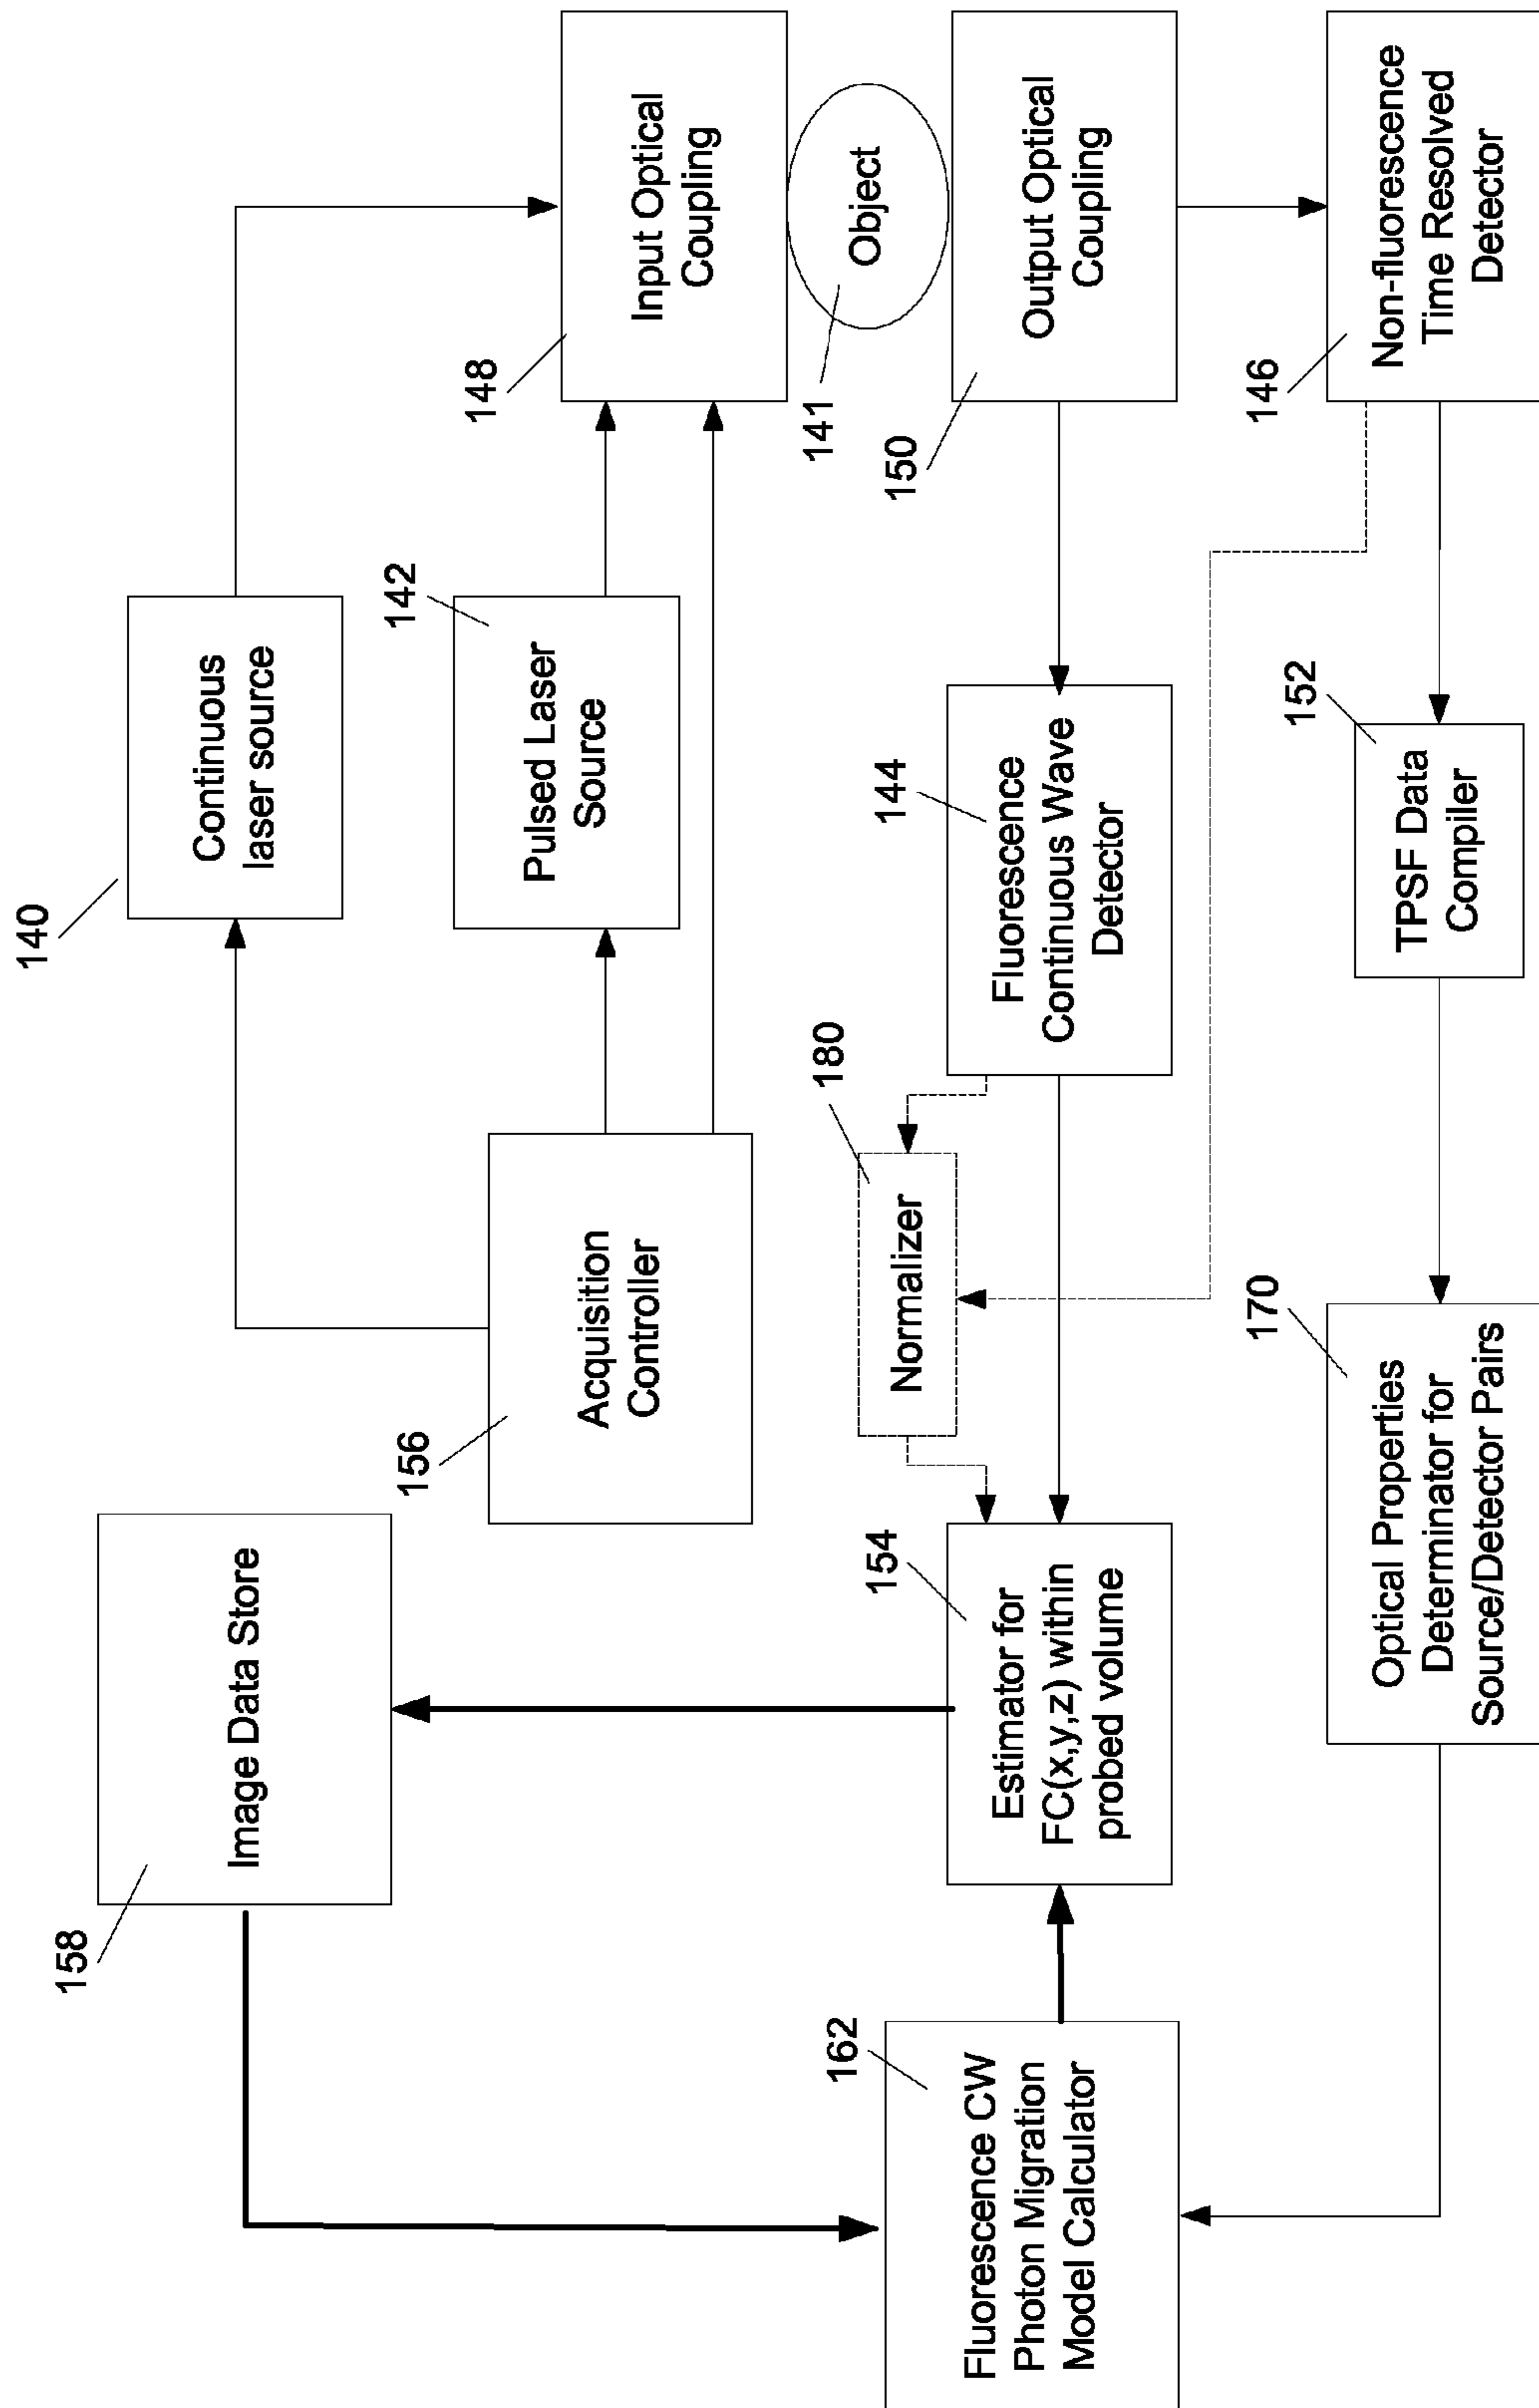 158
Image Data Store
156
Acquisition
Controller
140
Continuous
laser source
142
Pulsed Laser
Source
148
Input Optical
Coupling
141
Object
162
Fluorescence CW
Photon Migration
Model Calculator
154
Estimator for
FC(x,y,z) within
probed volume
180
Normalizer
144
Fluorescence
Continuous Wave
Detector
150
Output Optical
Coupling
170
Optical Properties
Determinator for
Source/Detector Pairs
152
TPSF Data
Compiler
146
Non-fluorescence
Time Resolved
Detector